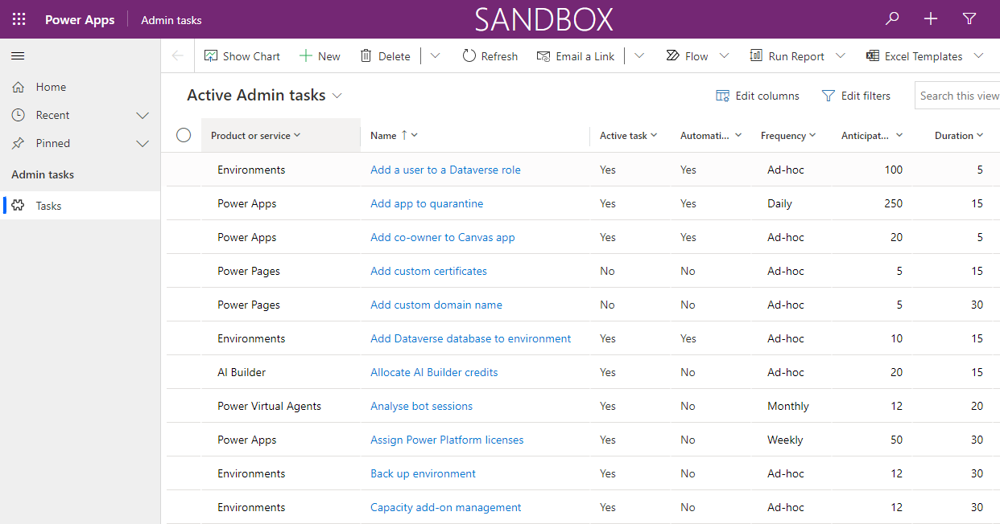 Power Apps Admin tasks SANDBOX
Show Chart New Delete Refresh Email a Link Flow Run Report Excel Templates
Home
Recent
Pinned
Admin tasks
Tasks
Active Admin tasks Edit columns Edit filters Search this view
Product or service Name ↑ Active task Automati... Frequency Anticipat... Duration
Environments Add a user to a Dataverse role Yes Yes Ad-hoc 100 5
Power Apps Add app to quarantine Yes Yes Daily 250 15
Power Apps Add co-owner to Canvas app Yes Yes Ad-hoc 20 5
Power Pages Add custom certificates No No Ad-hoc 5 15
Power Pages Add custom domain name No No Ad-hoc 5 30
Environments Add Dataverse database to environment Yes Yes Ad-hoc 10 15
AI Builder Allocate AI Builder credits Yes No Ad-hoc 20 15
Power Virtual Agents Analyse bot sessions Yes No Monthly 12 20
Power Apps Assign Power Platform licenses Yes No Weekly 50 30
Environments Back up environment Yes No Ad-hoc 12 30
Environments Capacity add-on management Yes No Ad-hoc 12 30